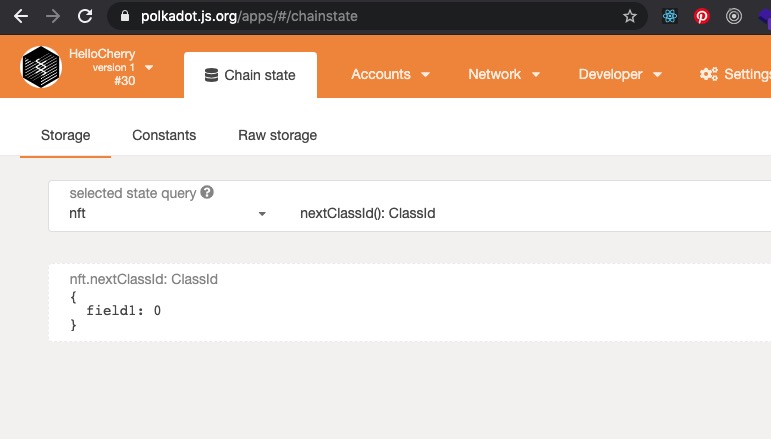 polkadot.js.org/apps/#/chainstate
HelloCherry
version 1
#30
Chain state
Accounts
Network
Developer
Settings
Storage
Constants
Raw storage
selected state query ?
nft
nextClassId(): ClassId
nft.nextClassId: ClassId
{
field1: 0
}